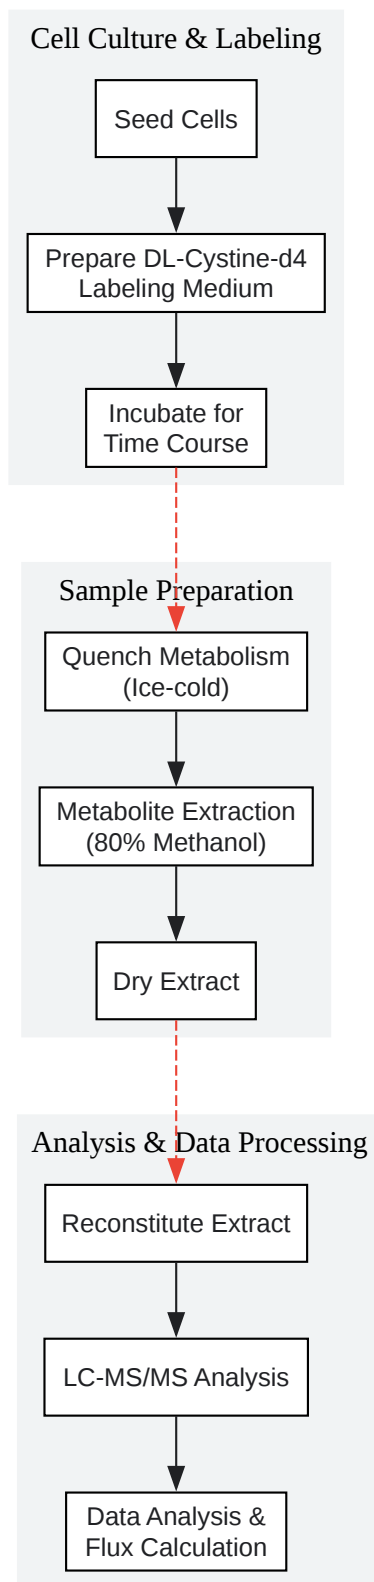 Cell Culture & Labeling
Seed Cells
Prepare DL-Cystine-d4
Labeling Medium
Incubate for
Time Course
Sample Preparation
Quench Metabolism
(Ice-cold)
Metabolite Extraction
(80% Methanol)
Dry Extract
Analysis & Data Processing
Reconstitute Extract
LC-MS/MS Analysis
Data Analysis &
Flux Calculation